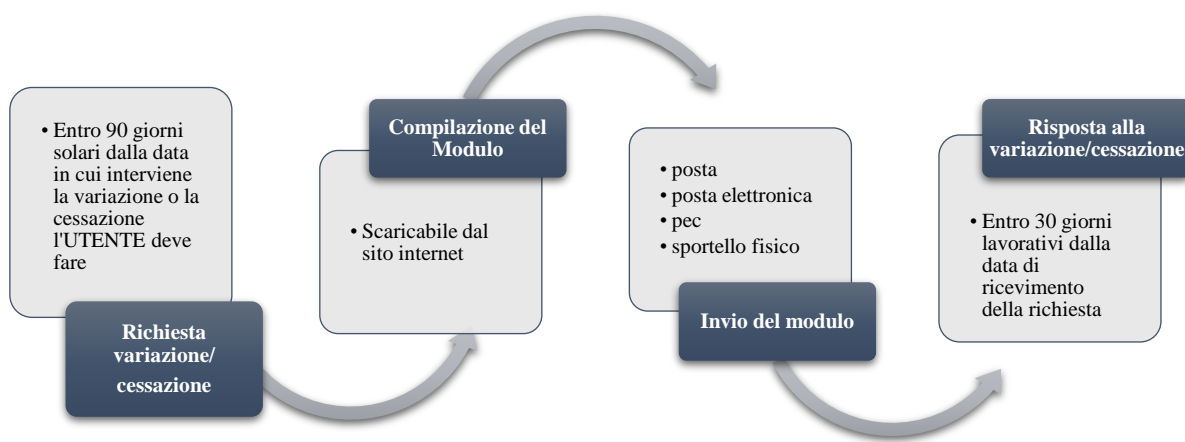 • Entro 90 giorni
solari dalla data
in cui interviene
la variazione o la
cessazione
l'UTENTE deve
fare
Richiesta
variazione/
cessazione
Compilazione del
Modulo
• Scaricabile dal
sito internet
• posta
• posta elettronica
• pec
• sportello fisico
Invio del modulo
Risposta alla
variazione/cessazione
• Entro 30 giorni
lavorativi dalla
data di
ricevimento
della richiesta